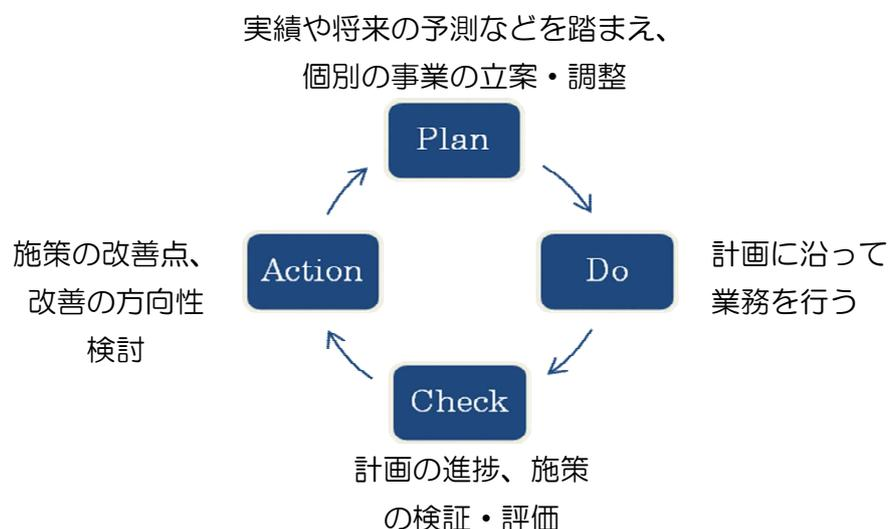 実績や将来の予測などを踏まえ、
個別の事業の立案・調整
Plan
施策の改善点、
改善の方向性
検討
Action
Do
計画に沿って
業務を行う
Check
計画の進捗、施策
の検証・評価